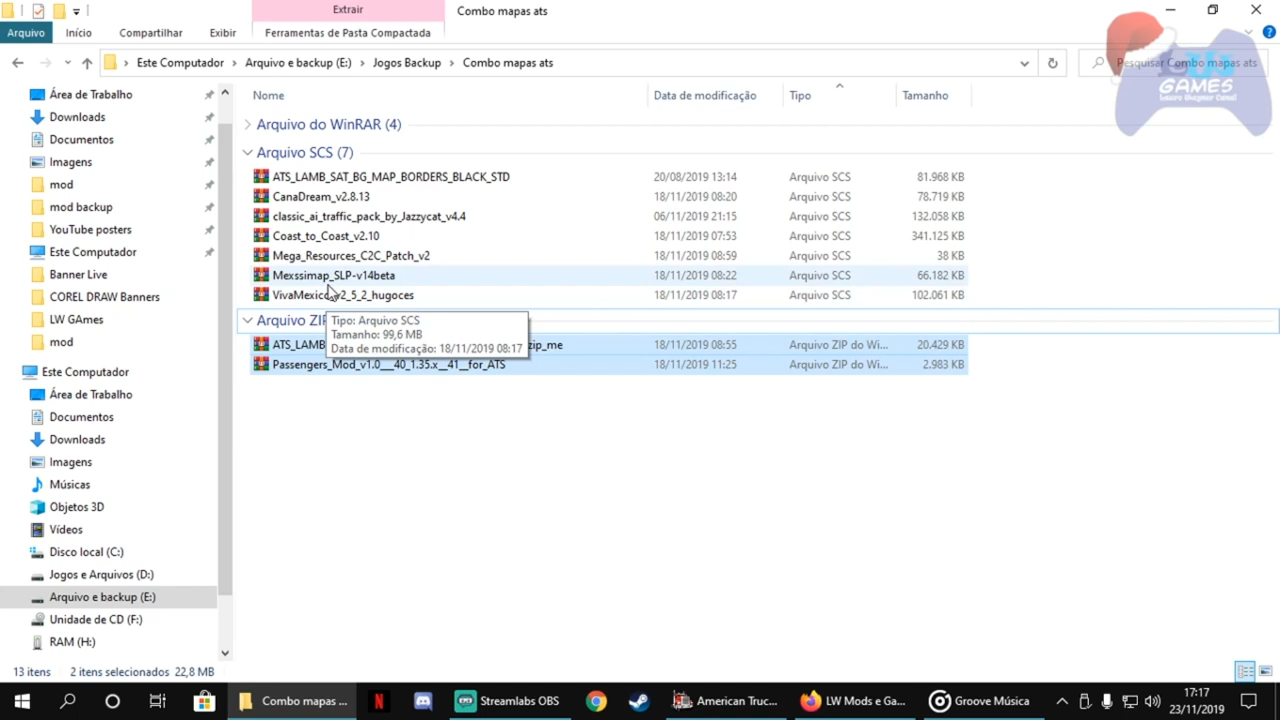 Extrair
Combo mapas ats
Arquivo
Início
Compartilhar
Exibir
Ferramentas de Pasta Compactada
Este Computador
Arquivo e backup (E:)
Jogos Backup
Combo mapas ats
Pesquisar Combo mapas ats
GAMES
Nome
Data de modificação
Tipo
Tamanho
Área de Trabalho
Downloads
Documentos
Imagens
mod
mod backup
YouTube posters
Este Computador
Banner Live
COREL DRAW Banners
LW GAmes
mod
Este Computador
Área de Trabalho
Documentos
Downloads
Imagens
Músicas
Objetos 3D
Vídeos
Disco local (C:)
Jogos e Arquivos (D:)
Arquivo e backup (E:)
Unidade de CD (F:)
RAM (H:)
Arquivo do WinRAR (4)
Arquivo SCS (7)
ATS_LAMB_SAT_BG_MAP_BORDERS_BLACK_STD 20/08/2019 13:14 Arquivo SCS 81.968 KB
CanaDream_v2.8.13 18/11/2019 08:20 Arquivo SCS 78.719 KB
classic_ai_traffic_pack_by_Jazzycat_v4.4 06/11/2019 21:15 Arquivo SCS 132.058 KB
Coast_to_Coast_v2.10 18/11/2019 07:53 Arquivo SCS 341.125 KB
Mega_Resources_C2C_Patch_v2 18/11/2019 08:59 Arquivo SCS 38 KB
Mexssimap_SLP-v14beta 18/11/2019 08:22 Arquivo SCS 66.182 KB
VivaMexico_v2_5_2_hugoces 18/11/2019 08:17 Arquivo SCS 102.061 KB
Arquivo ZIP
Tipo: Arquivo SCS
Tamanho: 99,6 MB
Data de modificação: 18/11/2019 08:17
ATS_LAMB zip_me 18/11/2019 08:55 Arquivo ZIP do Wi... 20.429 KB
Passengers_Mod_v1.0___40_1.35.x__41__for_ATS 18/11/2019 11:25 Arquivo ZIP do Wi... 2.983 KB
13 itens
2 itens selecionados 22,8 MB
Combo mapas ...
Streamlabs OBS
American Truc...
LW Mods e Ga...
Groove Música
17:17
23/11/2019